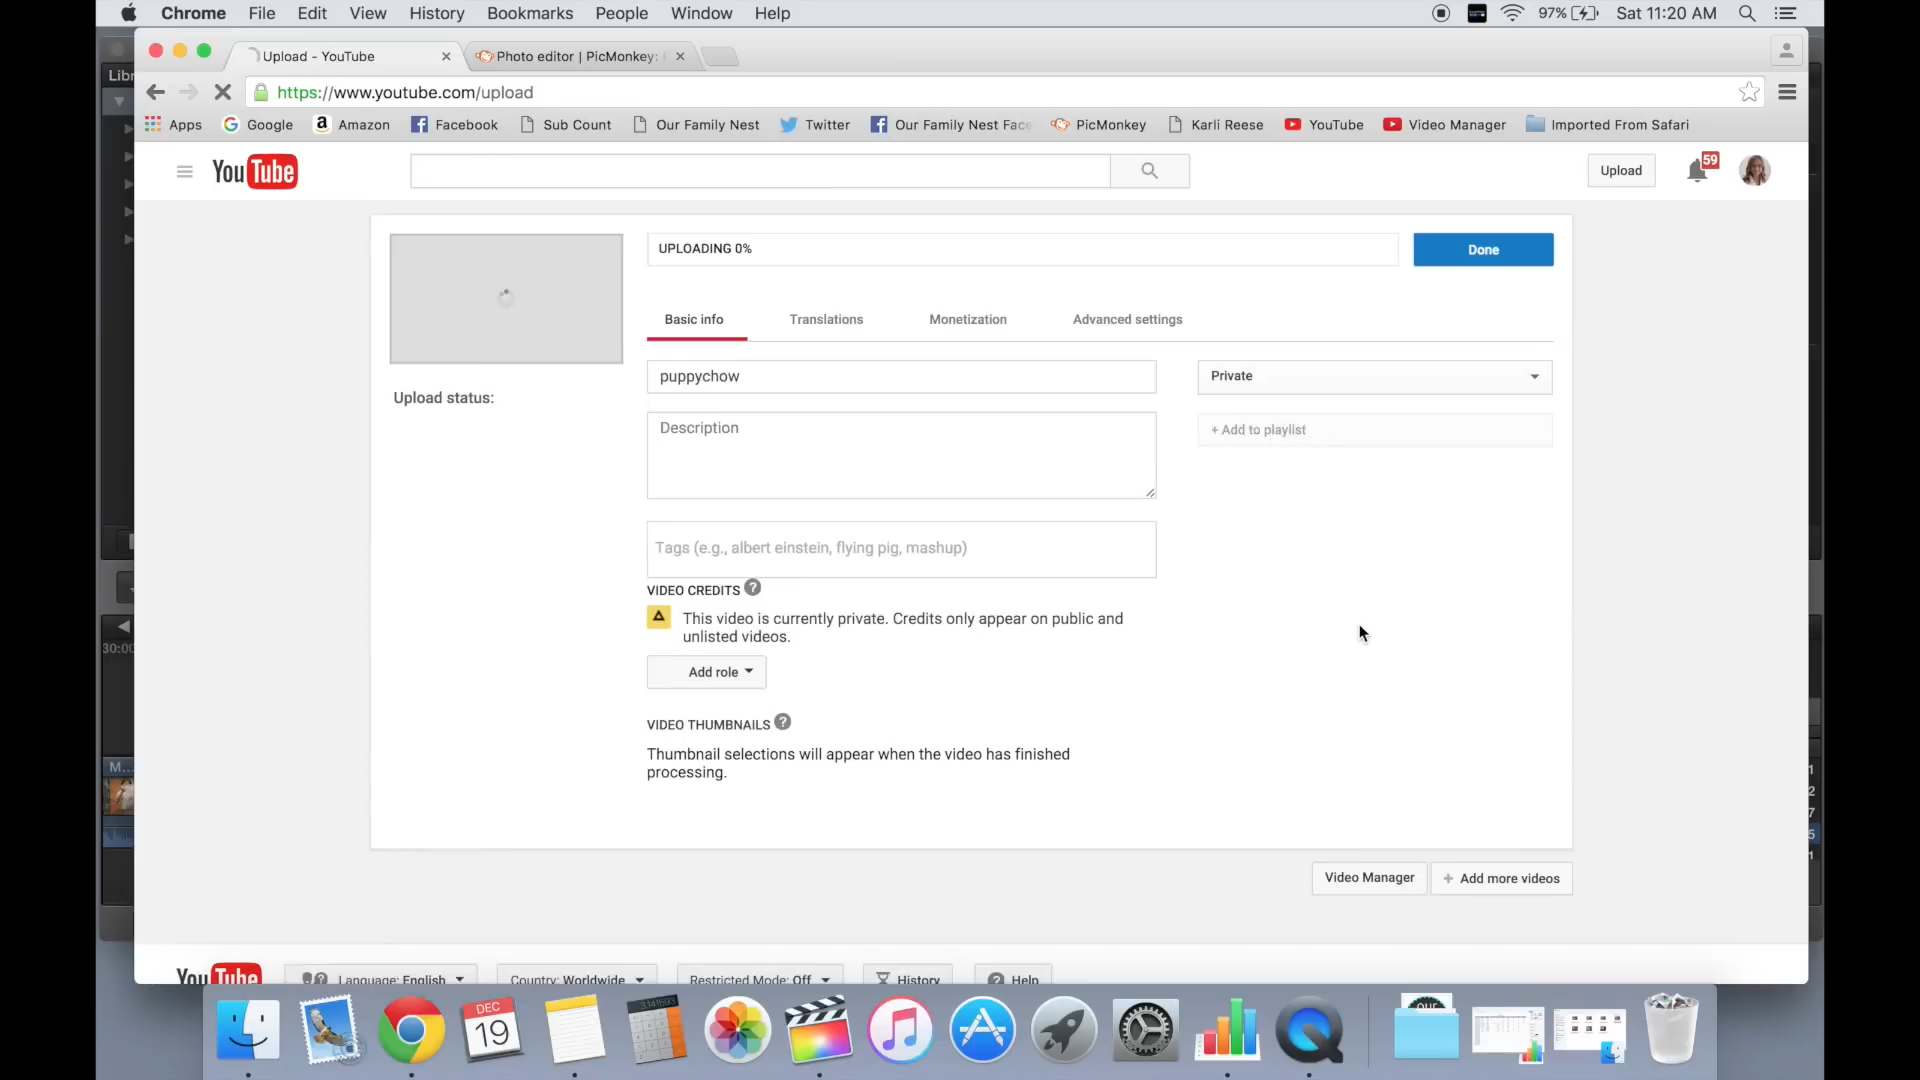 Chrome File Edit View History Bookmarks People Window Help 97% Sat 11:20 AM
Upload - YouTube Photo editor | PicMonkey:
https://www.youtube.com/upload
Apps Google Amazon Facebook Sub Count Our Family Nest Twitter Our Family Nest Face PicMonkey Karli Reese YouTube Video Manager Imported From Safari
YouTube Upload 59
UPLOADING 0% Done
Basic info Translations Monetization Advanced settings
puppychow Private
Upload status:
Description + Add to playlist
Tags (e.g., albert einstein, flying pig, mashup)
VIDEO CREDITS ?
This video is currently private. Credits only appear on public and
unlisted videos.
Add role
VIDEO THUMBNAILS ?
Thumbnail selections will appear when the video has finished
processing.
Video Manager + Add more videos
YouTube Language: English Country: Worldwide Restricted Mode: Off History ? Help
DEC
19